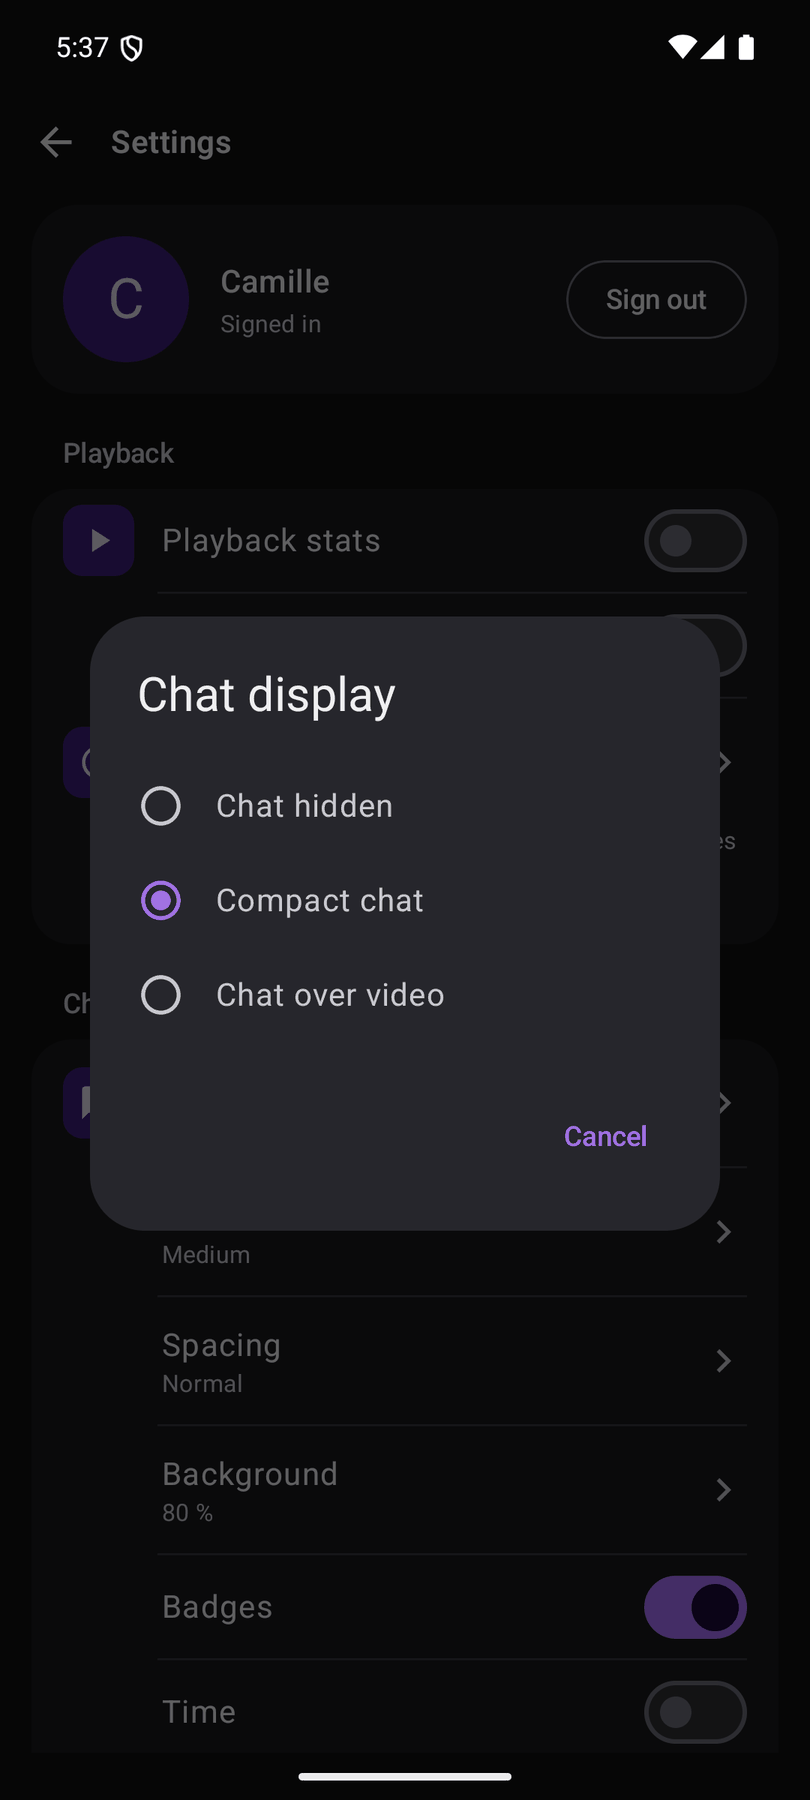 5:37
Settings
C
Camille
Signed in
Sign out
Playback
Playback stats
Chat display
Chat hidden
Compact chat
Chat over video
Cancel
Medium
Spacing
Normal
Background
80 %
Badges
Time